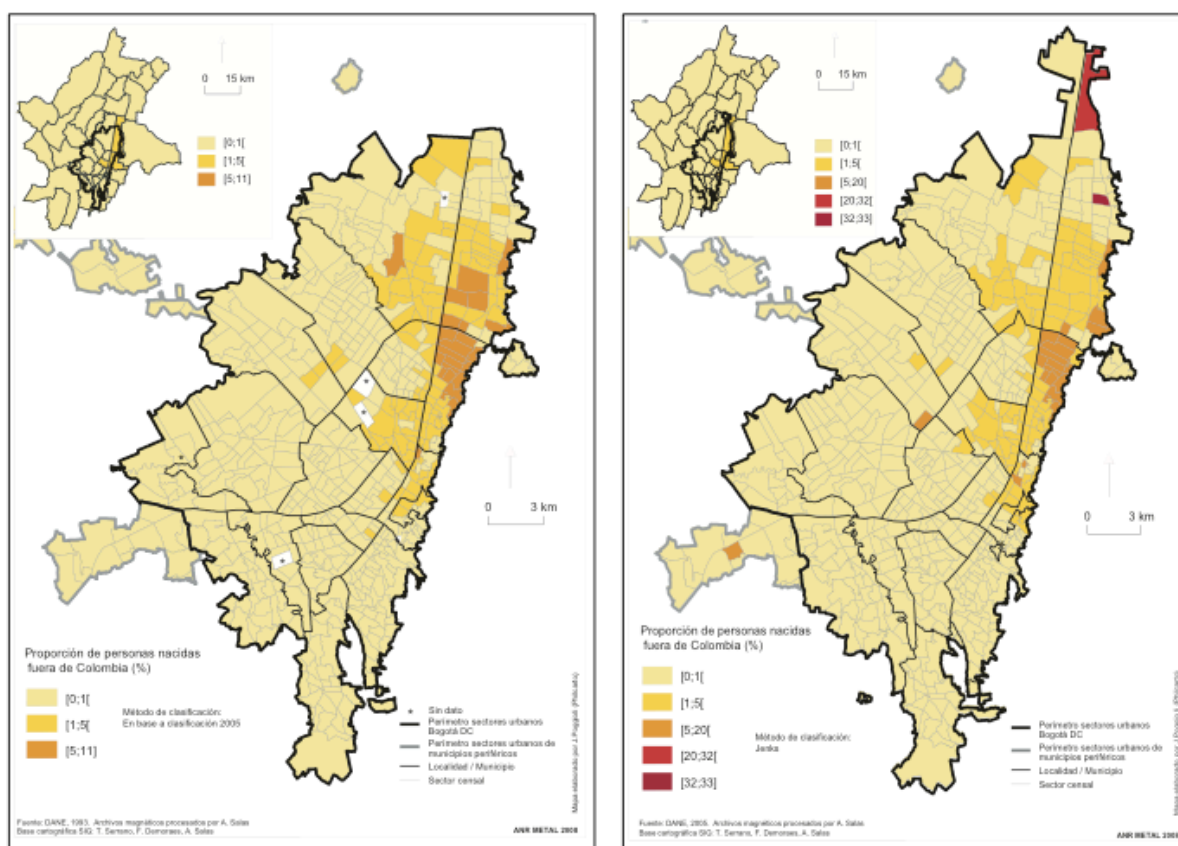 0 15 km
[0;1[
[1;5[
[5;11]
0 3 km
Proporción de personas nacidas
fuera de Colombia (%)
[0;1[
[1;5[
[5;11]
Método de clasificación:
En base a clasificación 2005
* Sin dato
Perímetro sectores urbanos
Bogotá DC
Perímetro sectores urbanos de
municipios periféricos
Localidad / Municipio
Sector censal
Fuente: DANE, 1993. Archivos magnéticos procesados por A. Salas
Base cartográfica SIG: T. Serrano, F. Demoraes, A. Salas
ANR METAL 2008
0 15 km
[0;1[
[1;5[
[5;20[
[20;32[
[32;33]
0 3 km
Proporción de personas nacidas
fuera de Colombia (%)
[0;1[
[1;5[
[5;20[
[20;32[
[32;33]
Método de clasificación:
Jenks
Perímetro sectores urbanos
Bogotá DC
Perímetro sectores urbanos de
municipios periféricos
Localidad / Municipio
Sector censal
Fuente: DANE, 2005. Archivos magnéticos procesados por A. Salas
Base cartográfica SIG: T. Serrano, F. Demoraes, A. Salas
ANR METAL